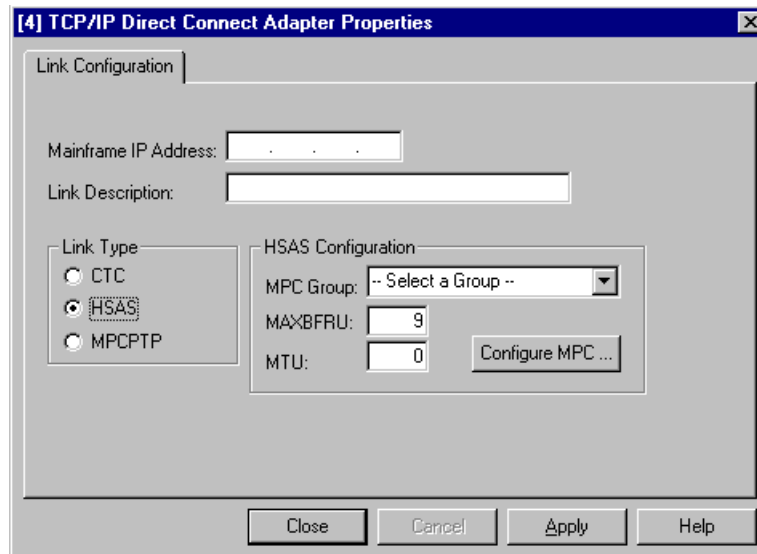 [4] TCP/IP Direct Connect Adapter Properties
Link Configuration
Mainframe IP Address: . . .
Link Description:
Link Type
CTC
HSAS
MPCPTP
HSAS Configuration
MPC Group: -- Select a Group --
MAXBFRU: 9
MTU: 0
Configure MPC ...
Close Cancel Apply Help